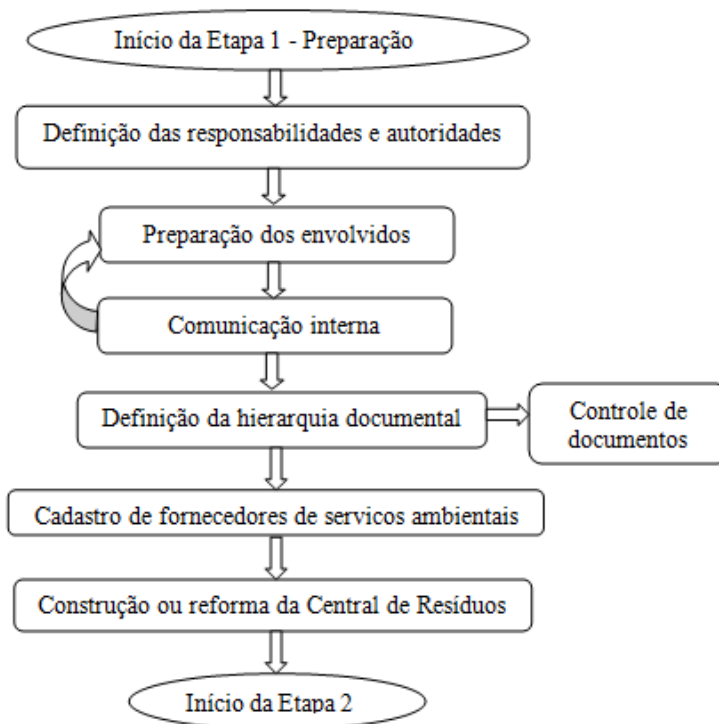 Início da Etapa 1 - Preparação
Definição das responsabilidades e autoridades
Preparação dos envolvidos
Comunicação interna
Definição da hierarquia documental
Controle de
documentos
Cadastro de fornecedores de servicos ambientais
Construção ou reforma da Central de Resíduos
Início da Etapa 2